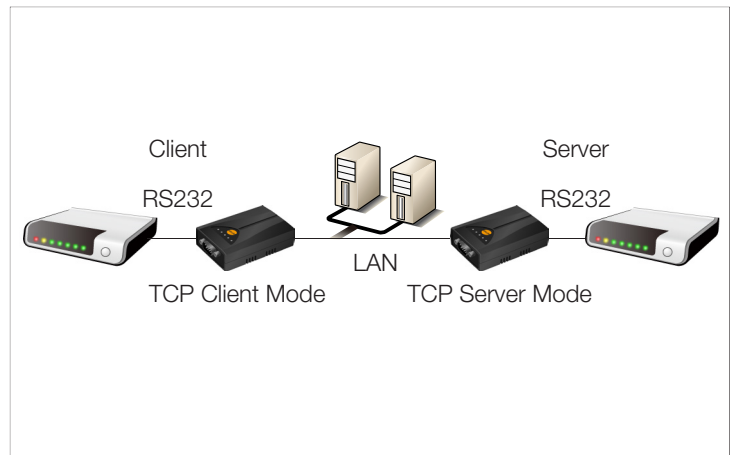 Client
Server
RS232
RS232
LAN
TCP Client Mode
TCP Server Mode